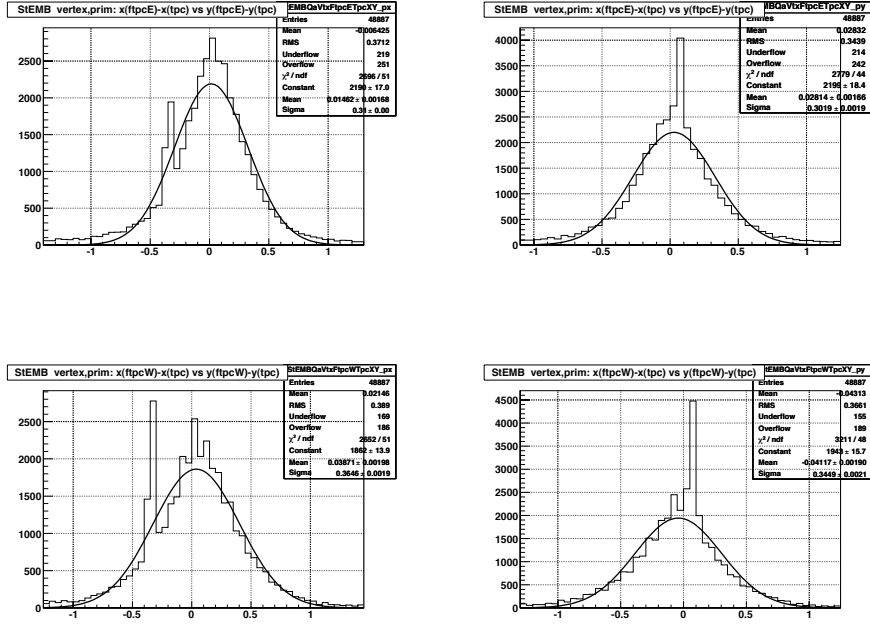 StEMB vertex,prim: x(ftpcE)-x(tpc) vs y(ftpcE)-y(tpc)
EMBQaVtxFtpcETpcXY_px
Entries 48887
Mean -0.006425
RMS 0.3712
Underflow 219
Overflow 251
χ² / ndf 2696 / 51
Constant 2190 ± 17.0
Mean 0.01462 ± 0.00168
Sigma 0.31 ± 0.00
2500
2000
1500
1000
500
0
-1 -0.5 0 0.5 1
StEMB vertex,prim: x(ftpcE)-x(tpc) vs y(ftpcE)-y(tpc)
MBQaVtxFtpcETpcXY_py
Entries 48887
Mean 0.02832
RMS 0.3439
Underflow 214
Overflow 242
χ² / ndf 2779 / 44
Constant 2199 ± 18.4
Mean 0.02814 ± 0.00166
Sigma 0.3019 ± 0.0019
4000
3500
3000
2500
2000
1500
1000
500
0
-1 -0.5 0 0.5 1
StEMB vertex,prim: x(ftpcW)-x(tpc) vs y(ftpcW)-y(tpc)
StEMBQaVtxFtpcWTpcXY_px
Entries 48887
Mean 0.02146
RMS 0.389
Underflow 169
Overflow 186
χ² / ndf 2652 / 51
Constant 1862 ± 13.9
Mean 0.03871 ± 0.00198
Sigma 0.3646 ± 0.0019
2500
2000
1500
1000
500
0
-1 -0.5 0 0.5 1
StEMB vertex,prim: x(ftpcW)-x(tpc) vs y(ftpcW)-y(tpc)
EMBQaVtxFtpcWTpcXY_py
Entries 48887
Mean -0.04313
RMS 0.3661
Underflow 155
Overflow 189
χ² / ndf 3211 / 48
Constant 1943 ± 15.7
Mean -0.04117 ± 0.00190
Sigma 0.3449 ± 0.0021
4500
4000
3500
3000
2500
2000
1500
1000
500
0
-1 -0.5 0 0.5 1